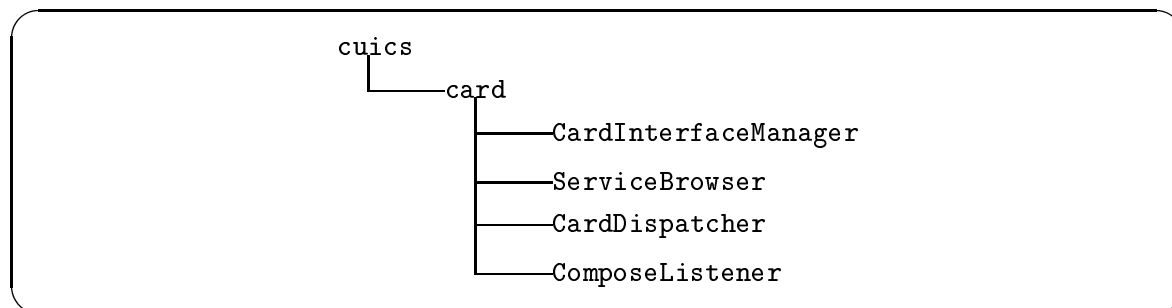 cuics
card
CardInterfaceManager
ServiceBrowser
CardDispatcher
ComposeListener